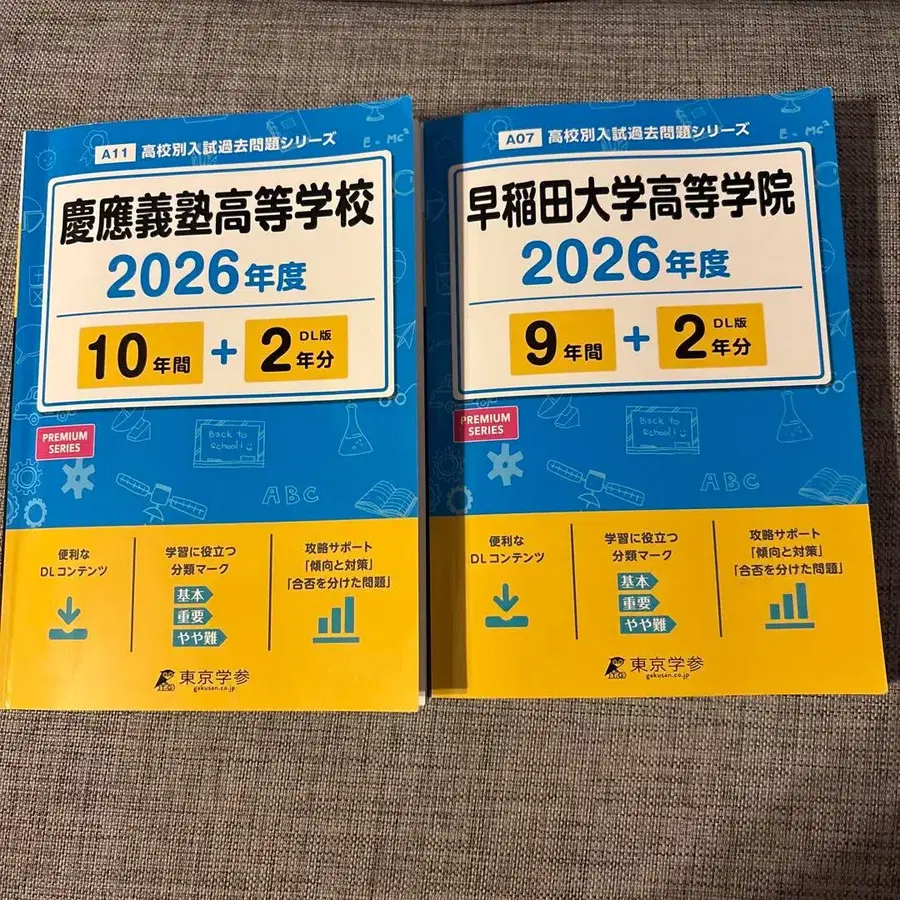 A11 高校別入試過去問題シリーズ
E=MC²
慶應義塾高等学校
2026年度
10年間 + 2年分 DL版
PREMIUM
SERIES
Back to
school!
ABC
便利な
DLコンテンツ
学習に役立つ
分類マーク
基本
重要
やや難
攻略サポート
「傾向と対策」
「合否を分けた問題」
東京学参
gakusan.co.jp
A07 高校別入試過去問題シリーズ
E=MC²
早稲田大学高等学院
2026年度
9年間 + 2年分 DL版
PREMIUM
SERIES
Back to
school!
ABC
便利な
DLコンテンツ
学習に役立つ
分類マーク
基本
重要
やや難
攻略サポート
「傾向と対策」
「合否を分けた問題」
東京学参
gakusan.co.jp